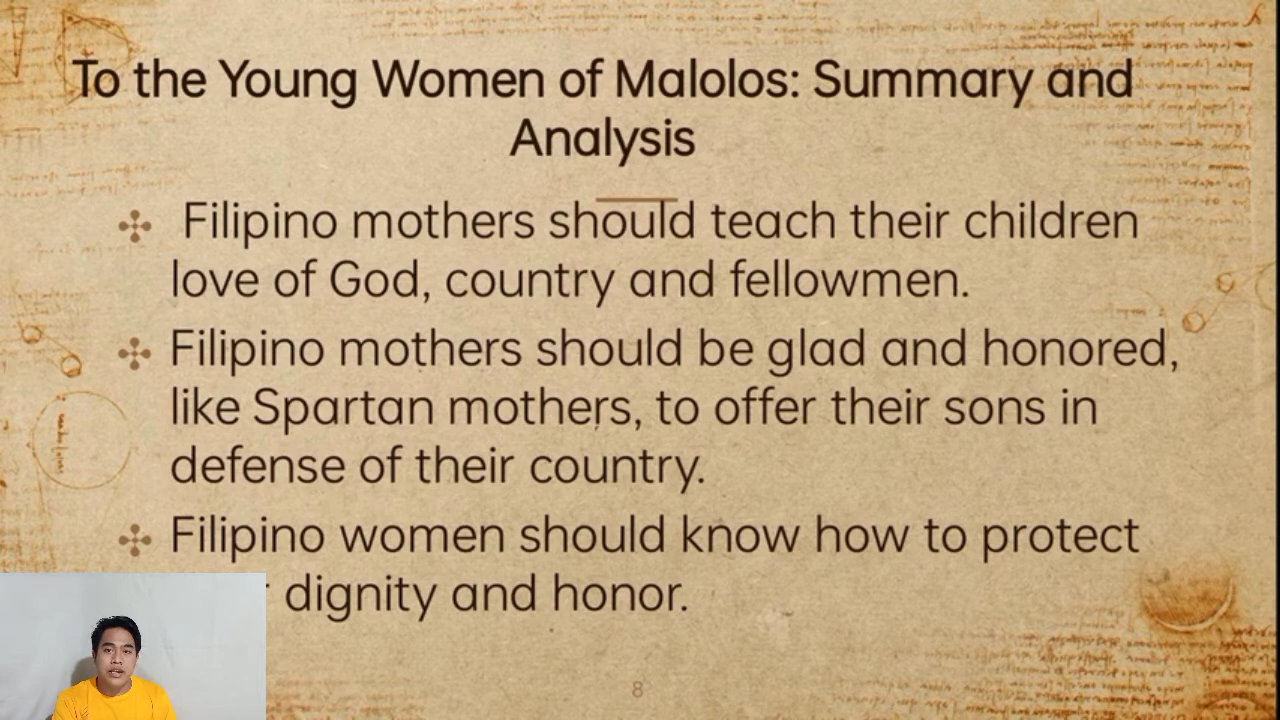 To the Young Women of Malolos: Summary and
Analysis
Filipino mothers should teach their children
love of God, country and fellowmen.
Filipino mothers should be glad and honored,
like Spartan mothers, to offer their sons in
defense of their country.
Filipino women should know how to protect
dignity and honor.
8